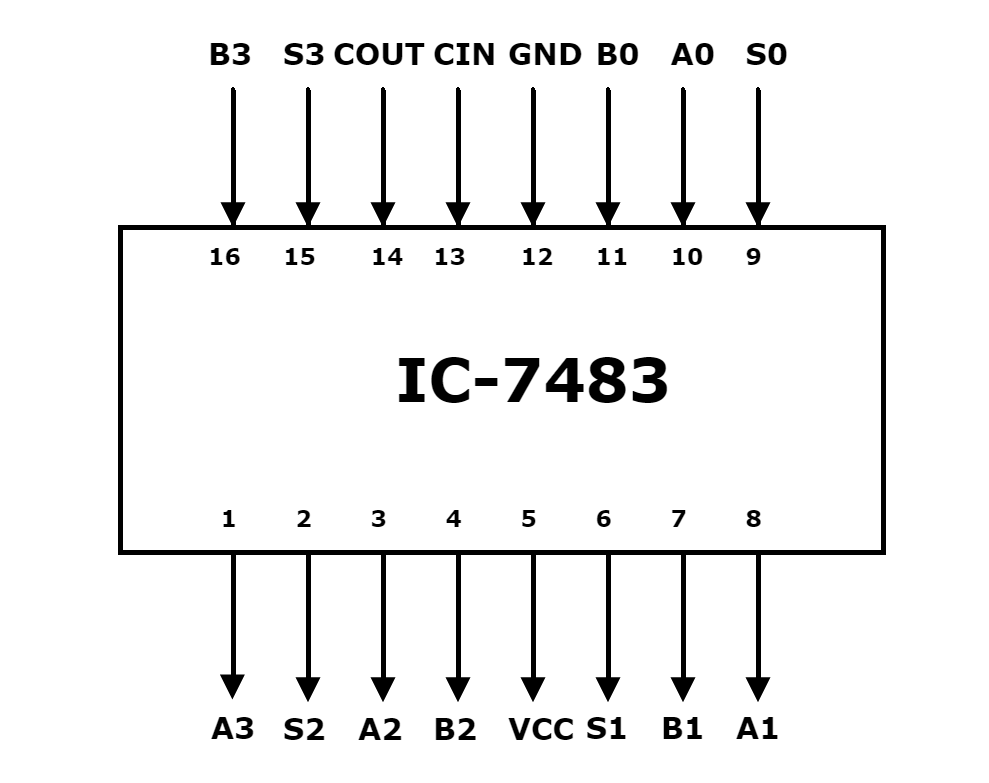 B3 S3 COUT CIN GND B0 A0 S0
16 15 14 13 12 11 10 9
IC-7483
1 2 3 4 5 6 7 8
A3 S2 A2 B2 VCC S1 B1 A1